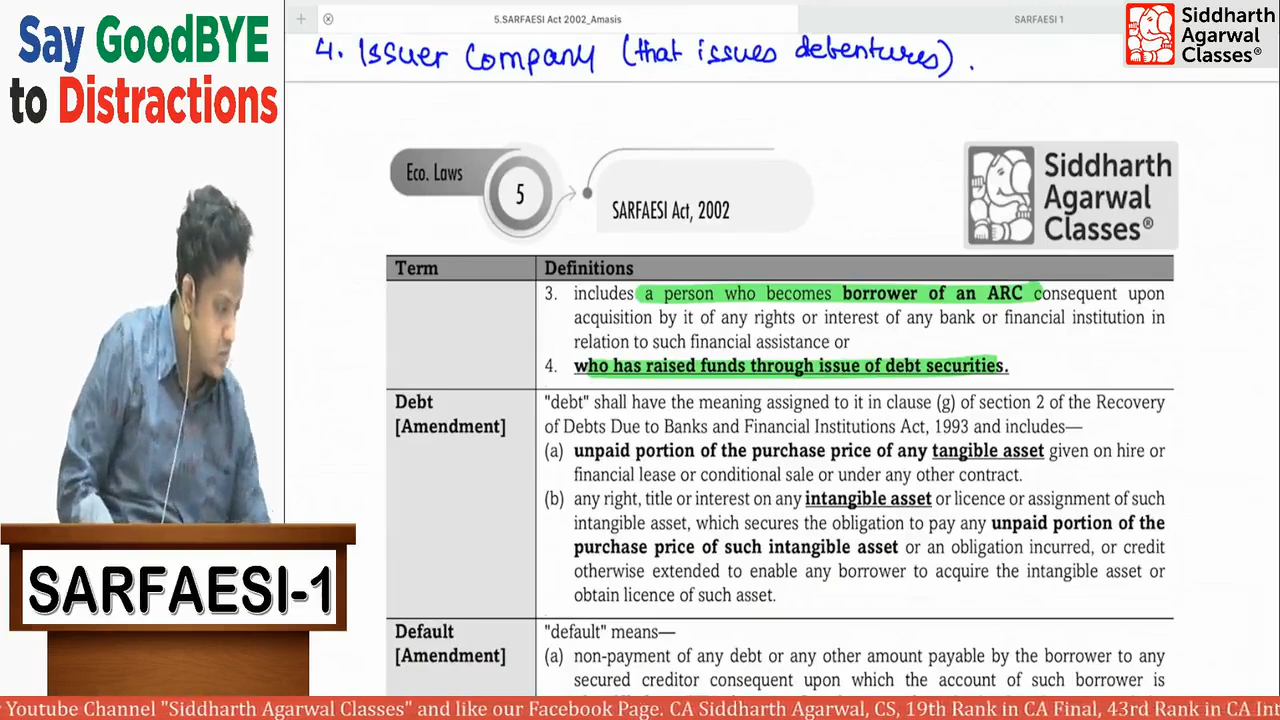 Say GoodBYE
to Distractions
5.SARFAESI Act 2002_Amasis
SARFAESI 1
Siddharth
Agarwal
Classes®
4. Issuer Company (that issues debentures).
Eco. Laws
5
SARFAESI Act, 2002
Siddharth
Agarwal
Classes®
Term
Definitions
3. includes a person who becomes borrower of an ARC consequent upon
acquisition by it of any rights or interest of any bank or financial institution in
relation to such financial assistance or
4. who has raised funds through issue of debt securities.
Debt
[Amendment]
"debt" shall have the meaning assigned to it in clause (g) of section 2 of the Recovery
of Debts Due to Banks and Financial Institutions Act, 1993 and includes—
(a) unpaid portion of the purchase price of any tangible asset given on hire or
financial lease or conditional sale or under any other contract.
(b) any right, title or interest on any intangible asset or licence or assignment of such
intangible asset, which secures the obligation to pay any unpaid portion of the
purchase price of such intangible asset or an obligation incurred, or credit
otherwise extended to enable any borrower to acquire the intangible asset or
obtain licence of such asset.
Default
[Amendment]
"default" means—
(a) non-payment of any debt or any other amount payable by the borrower to any
secured creditor consequent upon which the account of such borrower is
SARFAESI-1
Youtube Channel "Siddharth Agarwal Classes" and like our Facebook Page. CA Siddharth Agarwal, CS, 19th Rank in CA Final, 43rd Rank in CA Int